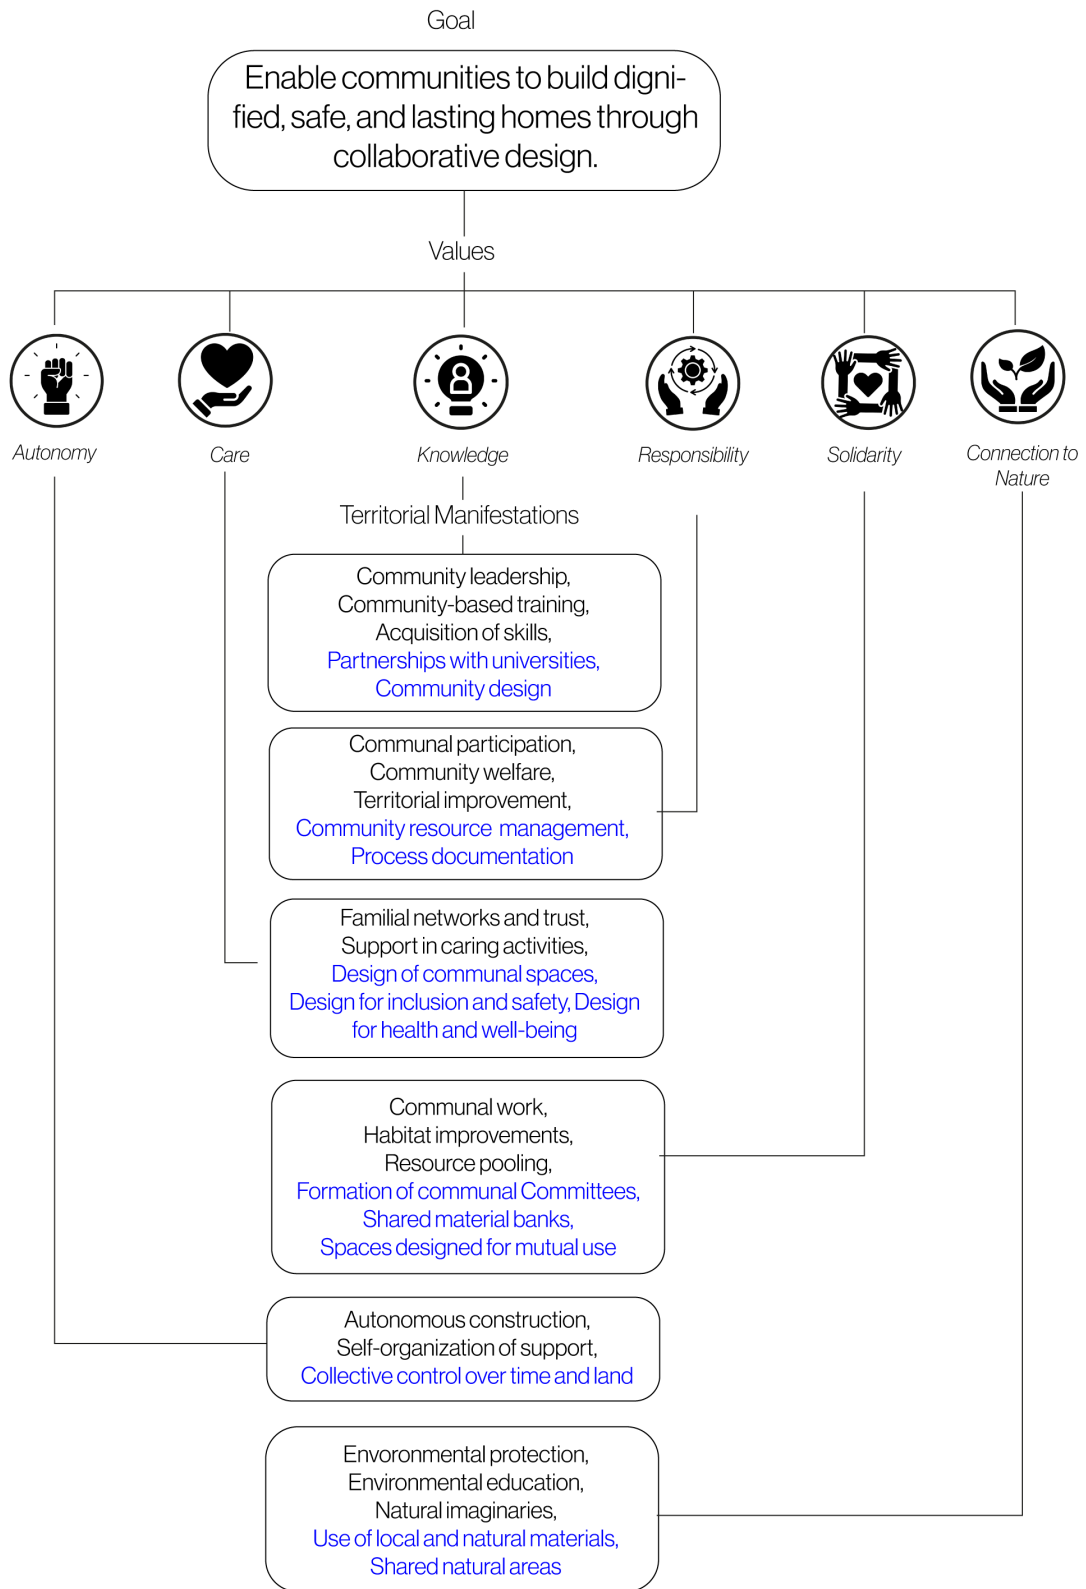 Goal
Enable communities to build digni-
fied, safe, and lasting homes through
collaborative design.
Values
Autonomy
Care
Knowledge
Responsibility
Solidarity
Connection to
Nature
Territorial Manifestations
Community leadership,
Community-based training,
Acquisition of skills,
Partnerships with universities,
Community design
Communal participation,
Community welfare,
Territorial improvement,
Community resource management,
Process documentation
Familial networks and trust,
Support in caring activities,
Design of communal spaces,
Design for inclusion and safety, Design
for health and well-being
Communal work,
Habitat improvements,
Resource pooling,
Formation of communal Committees,
Shared material banks,
Spaces designed for mutual use
Autonomous construction,
Self-organization of support,
Collective control over time and land
Envoronmental protection,
Environmental education,
Natural imaginaries,
Use of local and natural materials,
Shared natural areas